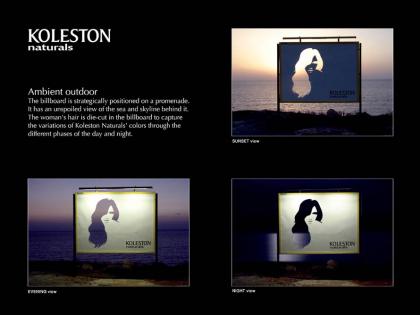 KOLESTON
naturals
Ambient outdoor
The billboard is strategically positioned on a promenade.
It has an unspoiled view of the sea and skyline behind it.
The woman's hair is die-cut in the billboard to capture
the variations of Koleston Naturals' colors through the
different phases of the day and night.
KOLESTON
SUNSET view
KOLESTON
EVENING view
KOLESTON
NIGHT view